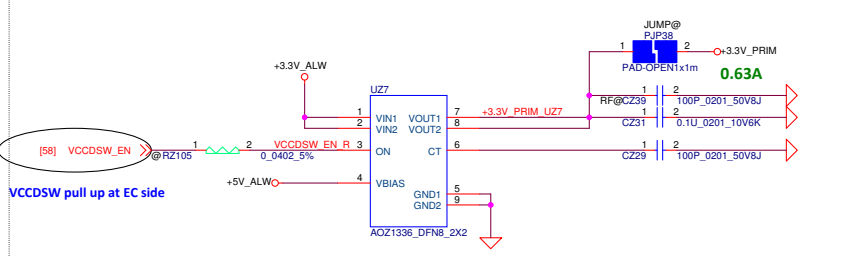 JUMP@
PJP38
1
2
+3.3V_PRIM
PAD-OPEN1x1m
0.63A
+3.3V_ALW
UZ7
1
2
RF@CZ39
100P_0201_50V8J
1
VIN1
VOUT1
7
+3.3V_PRIM_UZ7
1
2
2
VIN2
VOUT2
8
CZ31
0.1U_0201_10V6K
[58] VCCDSW_EN
1
2
VCCDSW_EN_R
3
ON
CT
6
1
2
@RZ105
0_0402_5%
CZ29
100P_0201_50V8J
+5V_ALW
4
VBIAS
VCCDSW pull up at EC side
GND1
5
GND2
9
AOZ1336_DFN8_2X2